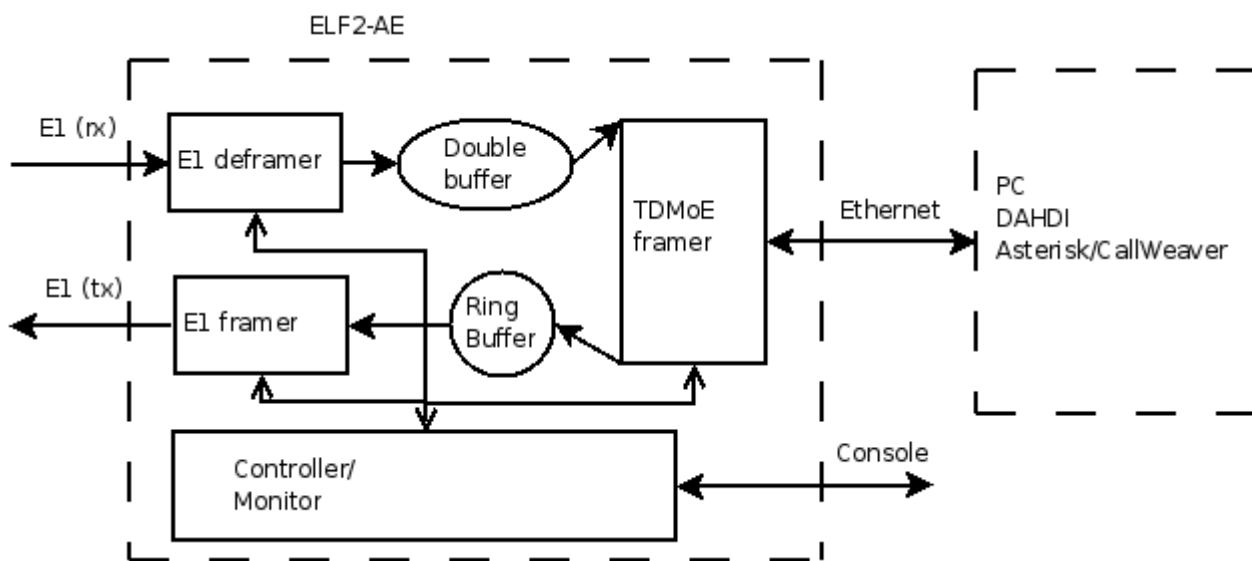 ELF2-AE
E1 (rx)
E1 deframer
Double
buffer
TDMoE
framer
Ethernet
PC
DAHDI
Asterisk/CallWeaver
E1 (tx)
E1 framer
Ring
Buffer
Controller/
Monitor
Console